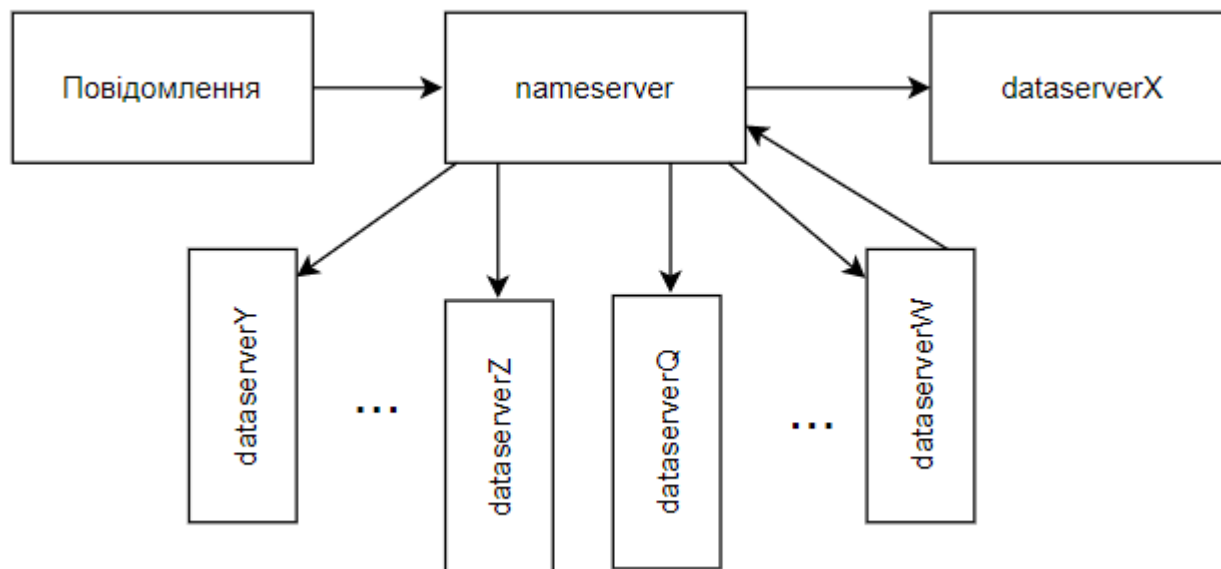 Повідомлення
nameserver
dataserverX
dataserverY
...
dataserverZ
dataserverQ
...
dataserverW